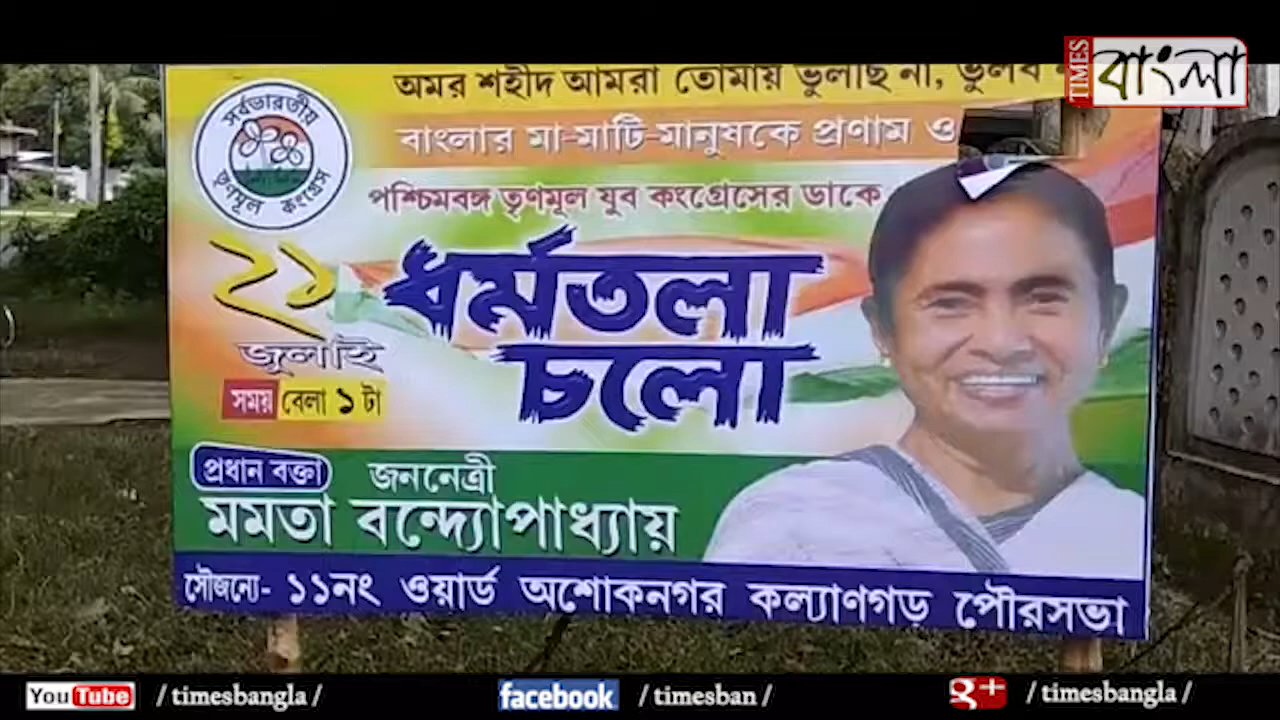 TIMES বাংলা
অমর শহীদ আমরা তোমায় ভুলছি না, ভুলব
বাংলার মা-মাটি-মানুষকে প্রণাম ও
সর্বভারতীয় তৃণমূল কংগ্রেস
পশ্চিমবঙ্গ তৃণমূল যুব কংগ্রেসের ডাকে
২১ জুলাই
ধর্মতলা
চলো
সময় বেলা ১ টা
প্রধান বক্তা জননেত্রী
মমতা বন্দ্যোপাধ্যায়
সৌজন্যে- ১১নং ওয়ার্ড অশোকনগর কল্যাণগড় পৌরসভা
YouTube / timesbangla / facebook / timesban / g+ / timesbangla /